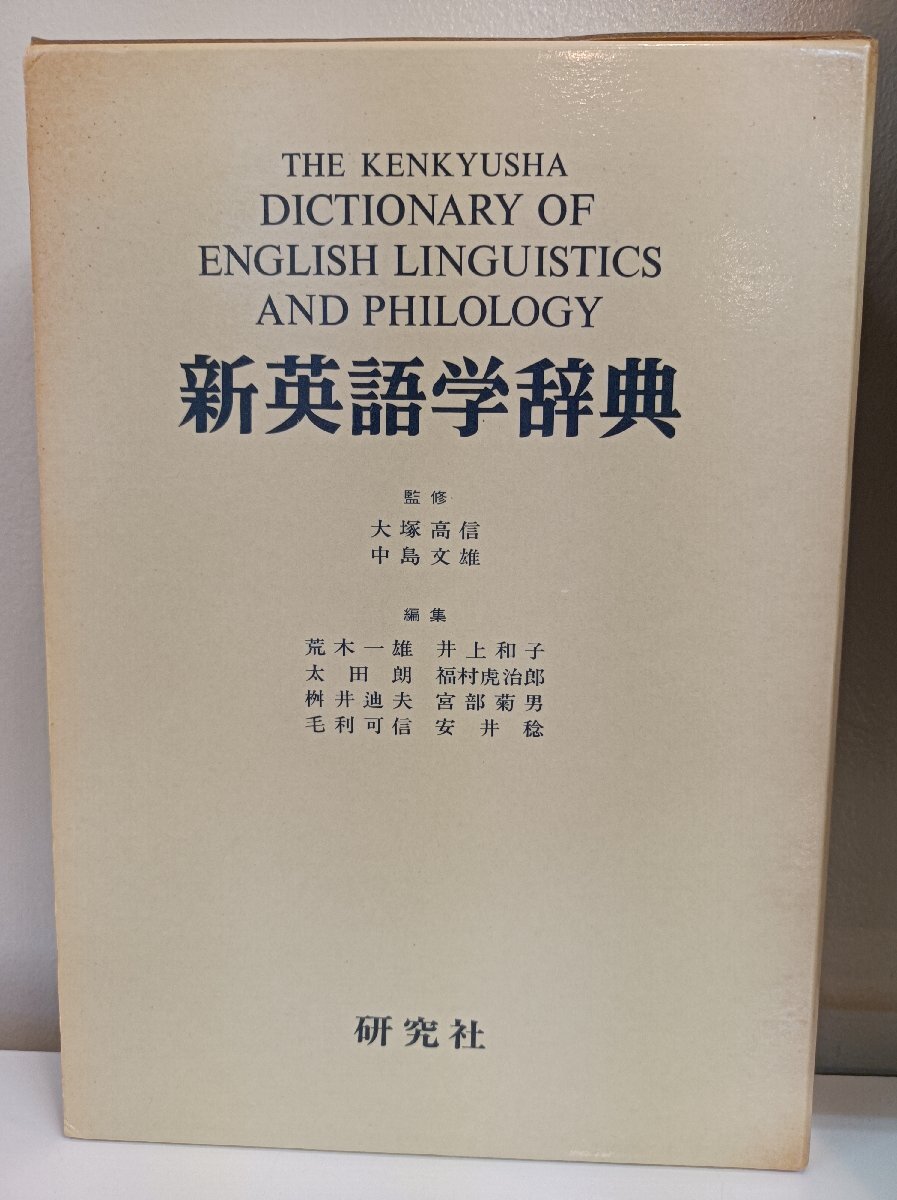 THE KENKYUSHA
DICTIONARY OF
ENGLISH LINGUISTICS
AND PHILOLOGY
新英語学辞典
監修
大塚高信
中島文雄
編集
荒木一雄 井上和子
太田朗 福村虎治郎
桝井迪夫 宮部菊男
毛利可信 安井稔
研究社